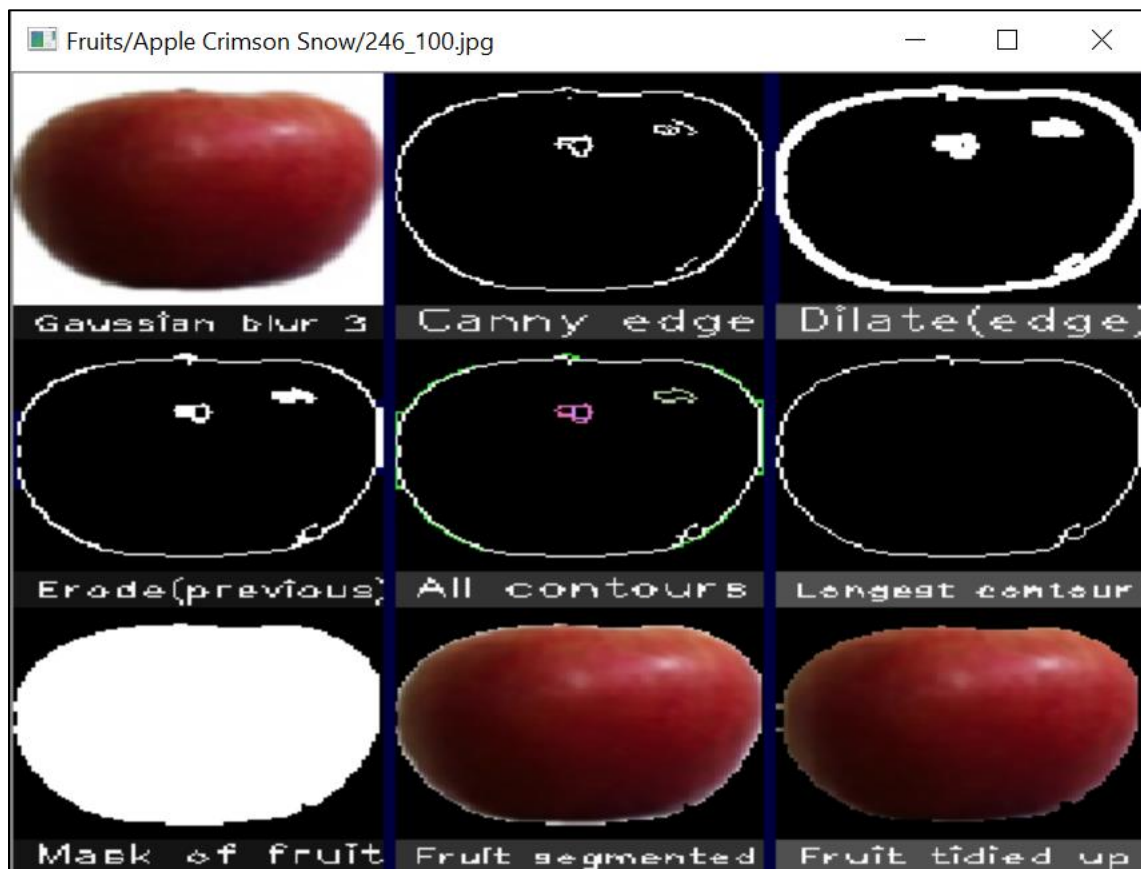 Fruits/Apple Crimson Snow/246_100.jpg
Gaussian blur 3
Canny edge
Dilate(edge)
Erode(previous)
All contours
Longest contour
Mask of fruit
Fruit segmented
Fruit tidied up